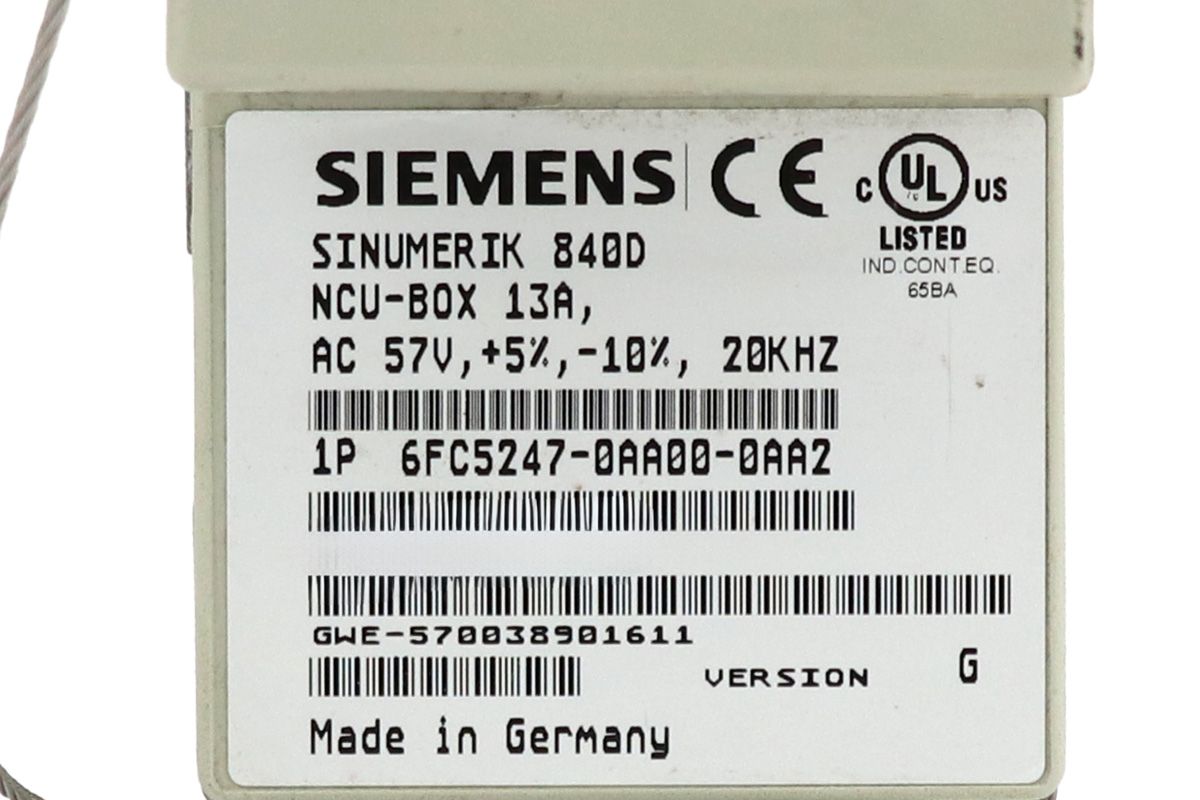 SIEMENS CE
C UL US
LISTED
IND.CONT.EQ.
65BA
SINUMERIK 840D
NCU-BOX 13A,
AC 57V,+5%,-10%, 20KHZ
1P 6FC5247-0AA00-0AA2
GWE-570038901611
VERSION G
Made in Germany